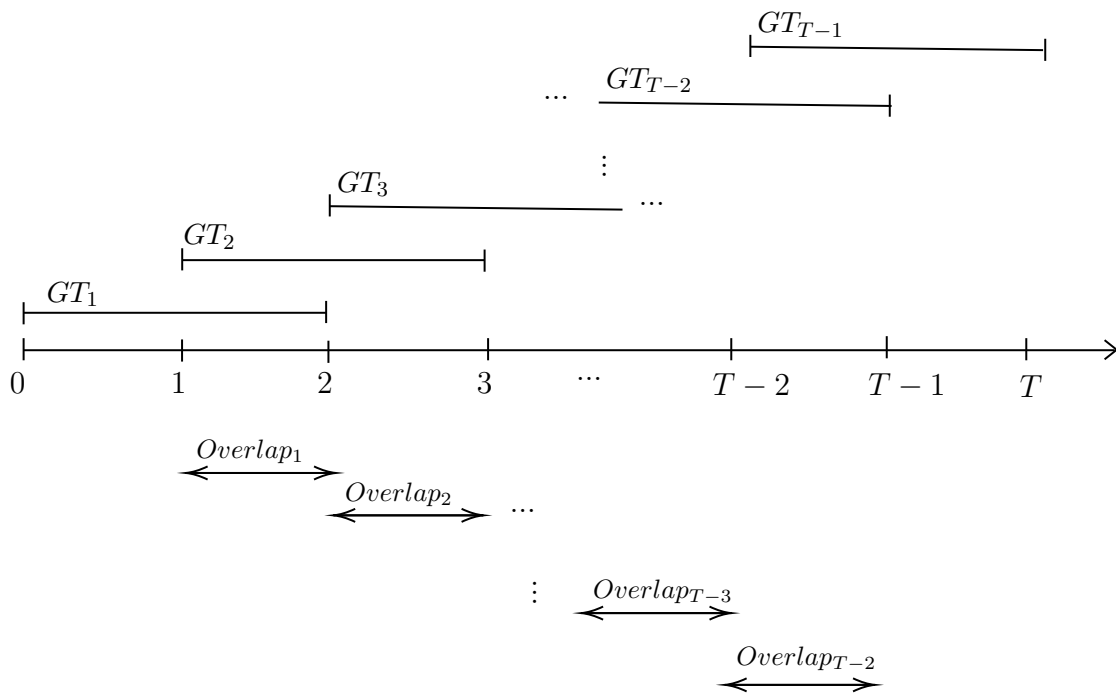 $GT_{T-1}$
... $GT_{T-2}$
⋮
$GT_3$ ...
$GT_2$
$GT_1$
0 1 2 3 ... $T-2$ $T-1$ $T$
$Overlap_1$
$Overlap_2$ ...
⋮ $Overlap_{T-3}$
$Overlap_{T-2}$